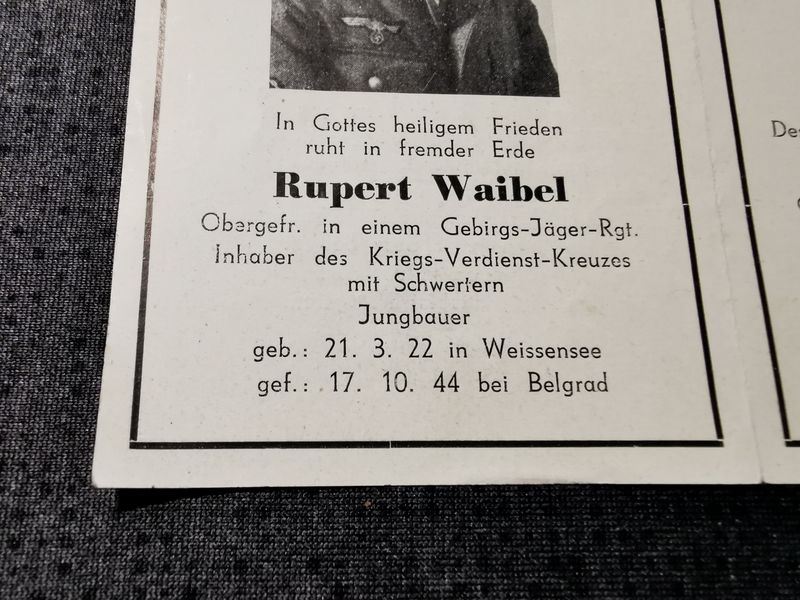 In Gottes heiligem Frieden
ruht in fremder Erde
Rupert Waibel
Obergefr. in einem Gebirgs-Jäger-Rgt.
Inhaber des Kriegs-Verdienst-Kreuzes
mit Schwertern
Jungbauer
geb.: 21. 3. 22 in Weissensee
gef.: 17. 10. 44 bei Belgrad